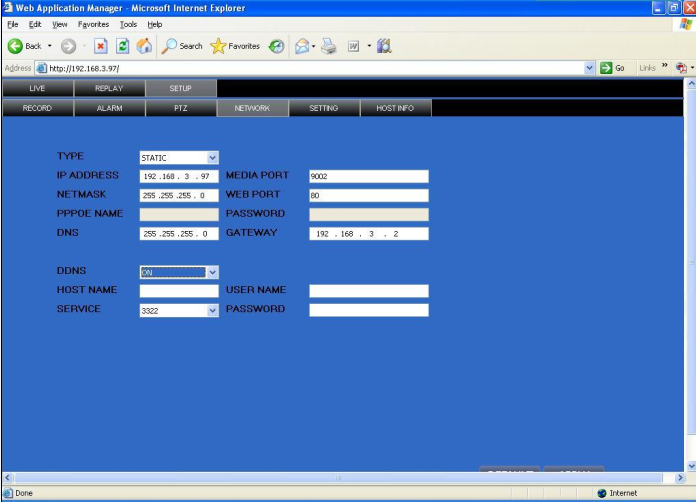 Web Application Manager - Microsoft Internet Explorer
File Edit View Favorites Tools Help
Back Search Favorites
Address http://192.168.3.97/ Go Links »
LIVE REPLAY SETUP
RECORD ALARM PTZ NETWORK SETTING HOST INFO
TYPE STATIC
IP ADDRESS 192 .168 . 3 . 97 MEDIA PORT 9002
NETMASK 255 .255 .255 . 0 WEB PORT 80
PPPOE NAME PASSWORD
DNS 255 .255 .255 . 0 GATEWAY 192 . 168 . 3 . 2
DDNS ON
HOST NAME USER NAME
SERVICE 3322 PASSWORD
Done Internet